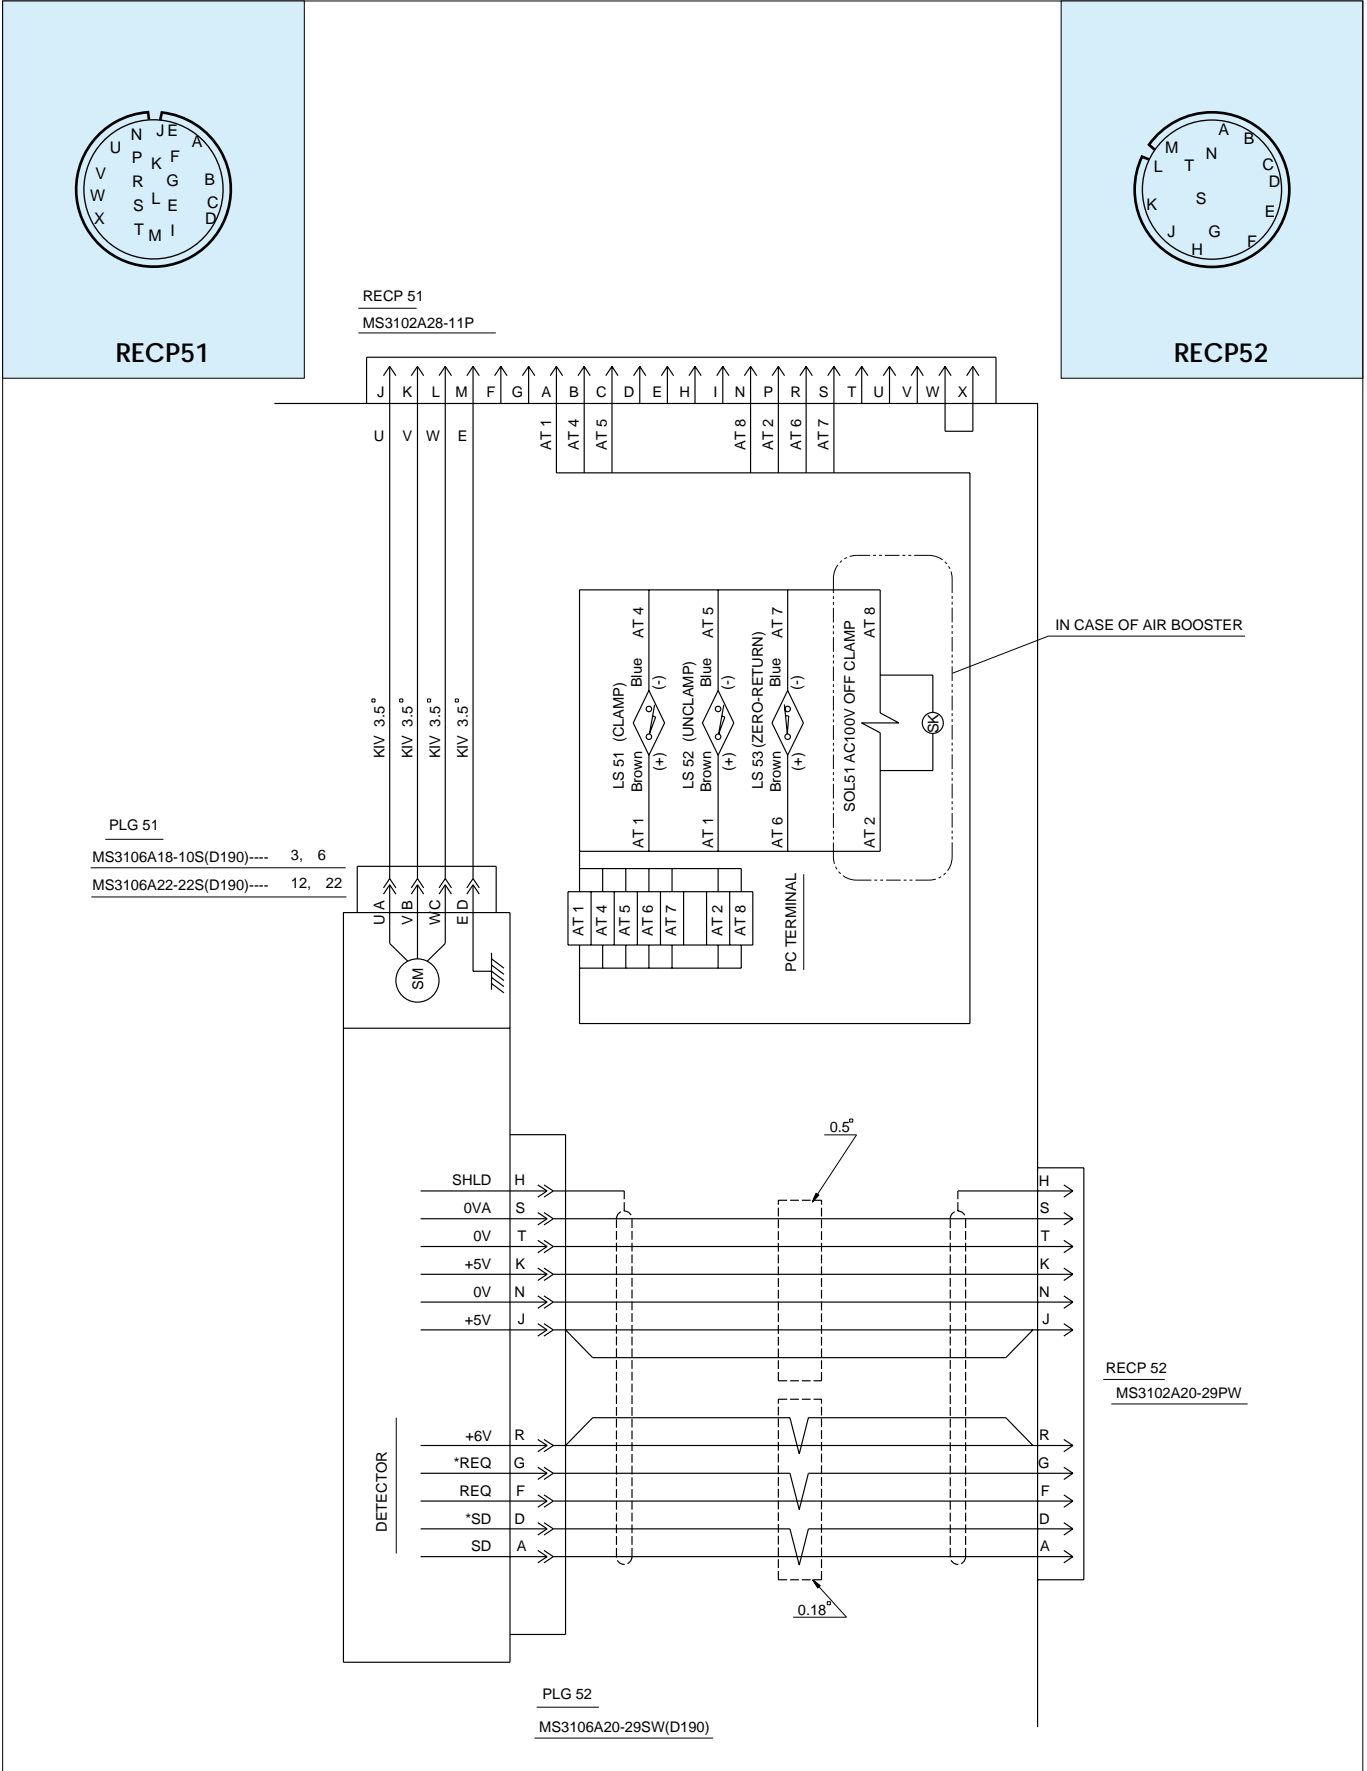 N J E A
U P K F
V R G B
W L C
X S E D
T M I
RECP51
A B
M N C
L T D
K S E
J G F
H
RECP52
RECP 51
MS3102A28-11P
J K L M F G A B C D E H I N P R S T U V W X
U V W E AT 1 AT 4 AT 5 AT 8 AT 2 AT 6 AT 7
KIV 3.5□ KIV 3.5□ KIV 3.5□ KIV 3.5□
LS 51 (CLAMP)
AT 1 Brown (+) Blue (-) AT 4
LS 52 (UNCLAMP)
AT 1 Brown (+) Blue (-) AT 5
LS 53 (ZERO-RETURN)
AT 6 Brown (+) Blue (-) AT 7
SOL51 AC100V OFF CLAMP
AT 2 AT 8
SK
IN CASE OF AIR BOOSTER
PLG 51
MS3106A18-10S(D190)---- 3, 6
MS3106A22-22S(D190)---- 12, 22
U A V B W C E D
SM
AT 1 AT 4 AT 5 AT 6 AT 7 AT 2 AT 8
PC TERMINAL
0.5□
SHLD H H
0VA S S
0V T T
+5V K K
0V N N
+5V J J
RECP 52
MS3102A20-29PW
DETECTOR
+6V R R
*REQ G G
REQ F F
*SD D D
SD A A
0.18□
PLG 52
MS3106A20-29SW(D190)